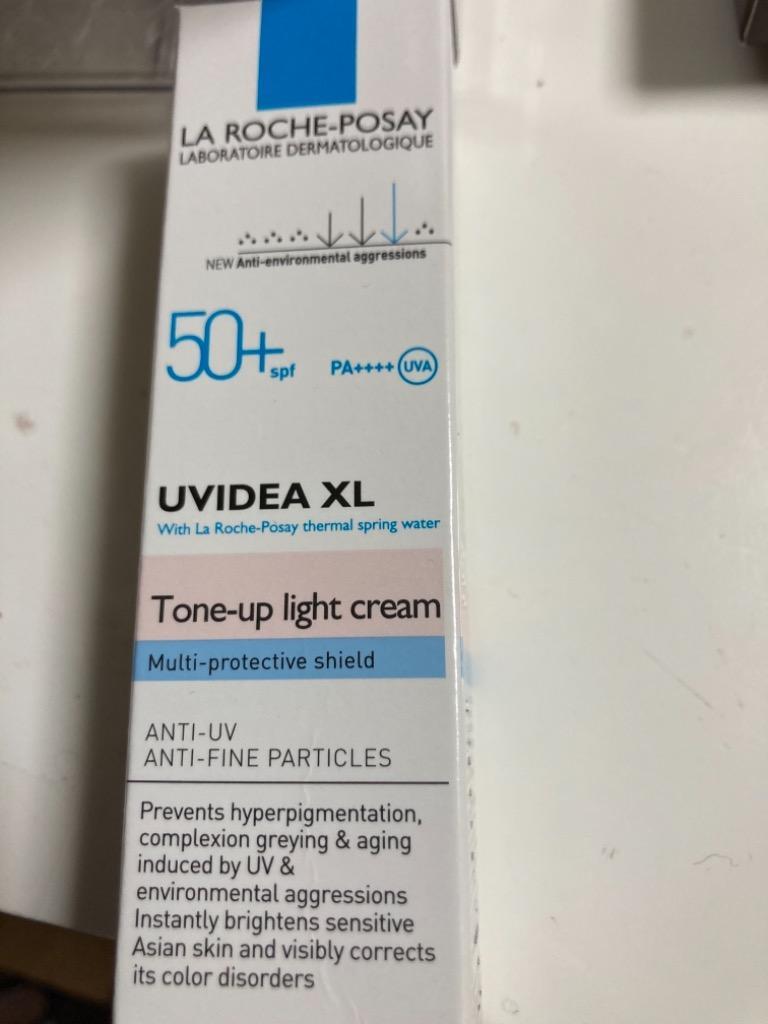 LA ROCHE-POSAY
LABORATOIRE DERMATOLOGIQUE
NEW Anti-environmental aggressions
50+ spf PA++++ UVA
UVIDEA XL
With La Roche-Posay thermal spring water
Tone-up light cream
Multi-protective shield
ANTI-UV
ANTI-FINE PARTICLES
Prevents hyperpigmentation,
complexion greying & aging
induced by UV &
environmental aggressions
Instantly brightens sensitive
Asian skin and visibly corrects
its color disorders